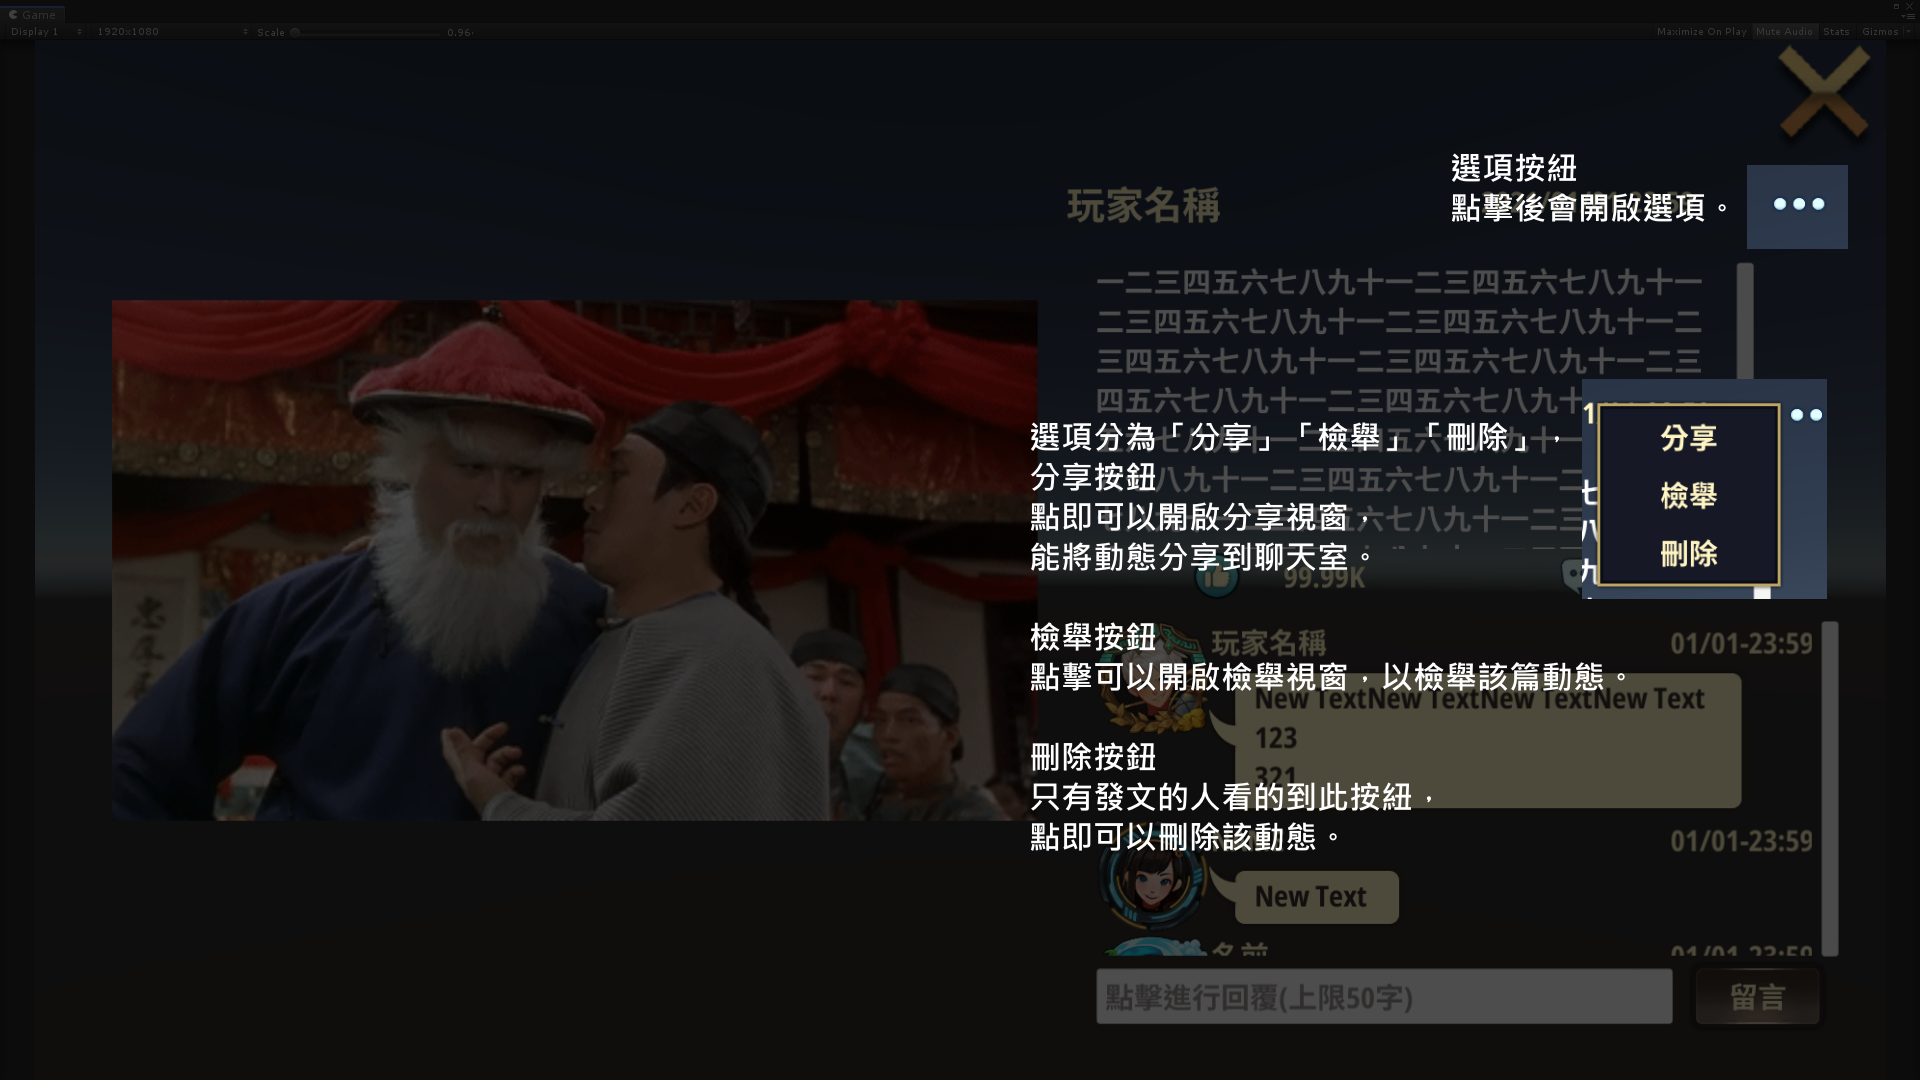 Game
Display 1
1920x1080
Scale
0.96
Maximize On Play
Mute Audio
Stats
Gizmos
選項按紐
點擊後會開啟選項。
玩家名稱
一二三四五六七八九十一二三四五六七八九十一
二三四五六七八九十一二三四五六七八九十一二
三四五六七八九十一二三四五六七八九十一二三
四五六七八九十一二三四五六七八九十
選項分為「分享」「檢舉」「刪除」，
分享按鈕
點即可以開啟分享視窗，
能將動態分享到聊天室。
分享
檢舉
刪除
99.99K
檢舉按鈕
點擊可以開啟檢舉視窗，以檢舉該篇動態。
玩家名稱
01/01-23:59
New TextNew TextNew TextNew Text
123
321
刪除按鈕
只有發文的人看的到此按紐，
點即可以刪除該動態。
01/01-23:59
New Text
名前
01/01-23:59
點擊進行回覆(上限50字)
留言